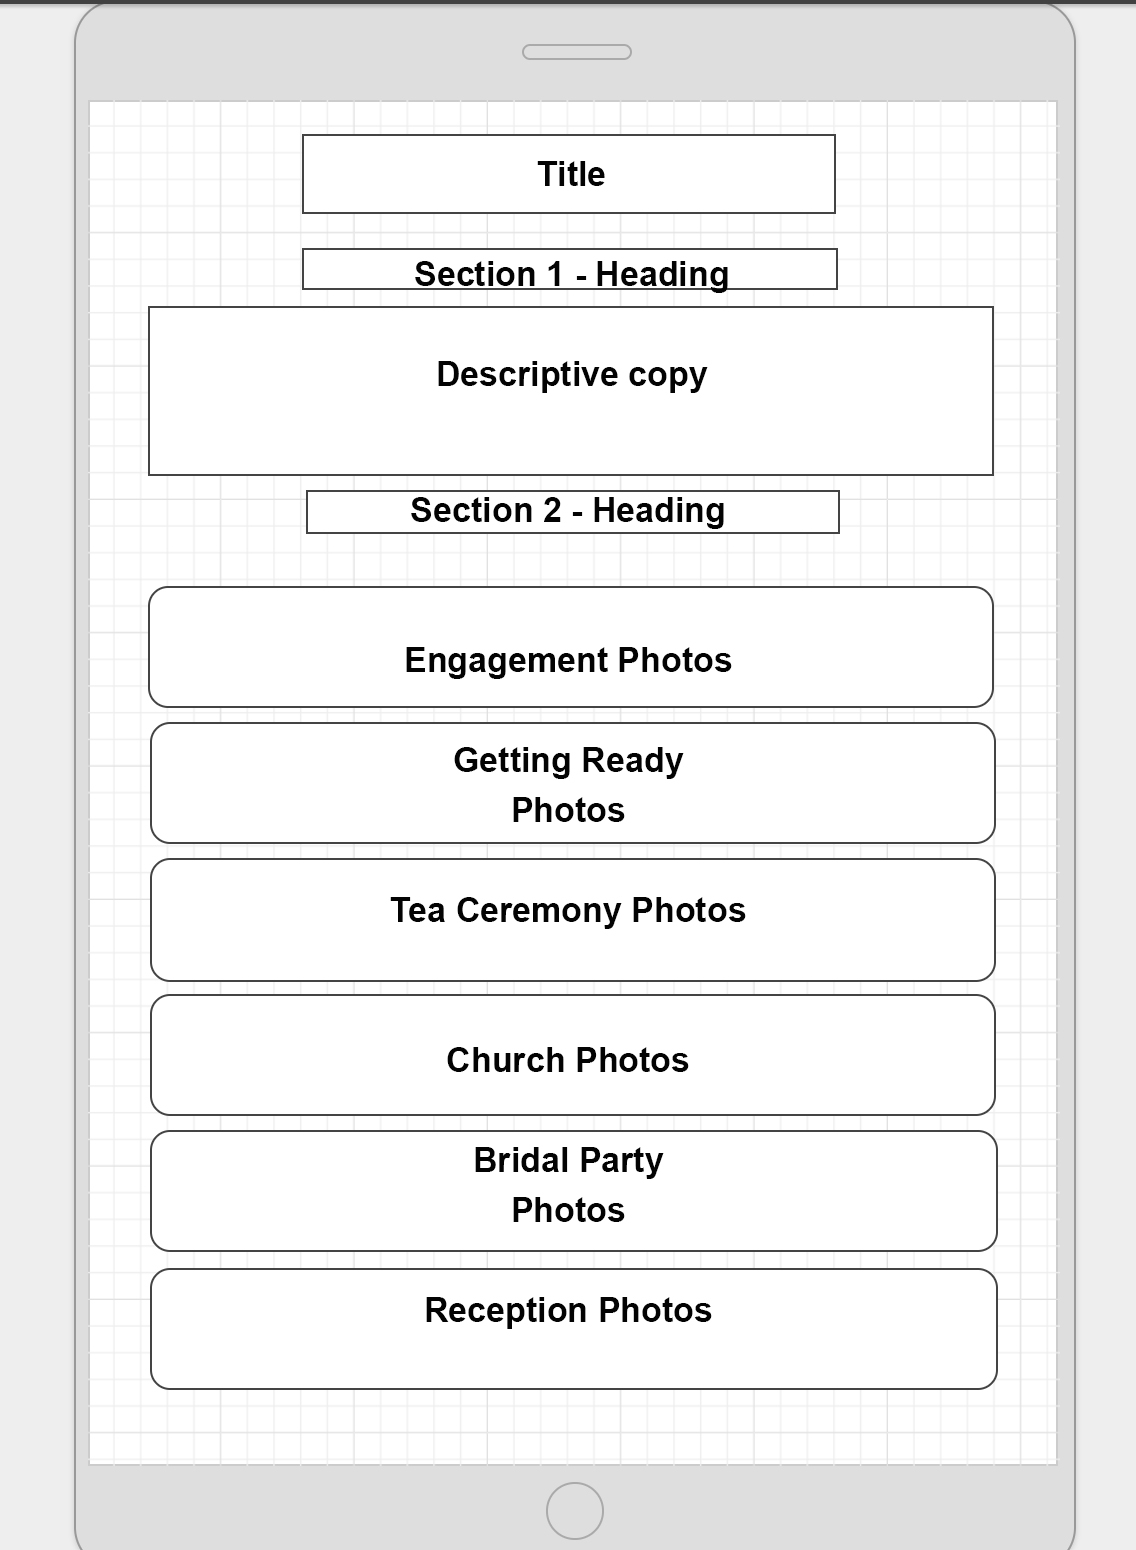 Title
Section 1 - Heading
Descriptive copy
Section 2 - Heading
Engagement Photos
Getting Ready
Photos
Tea Ceremony Photos
Church Photos
Bridal Party
Photos
Reception Photos